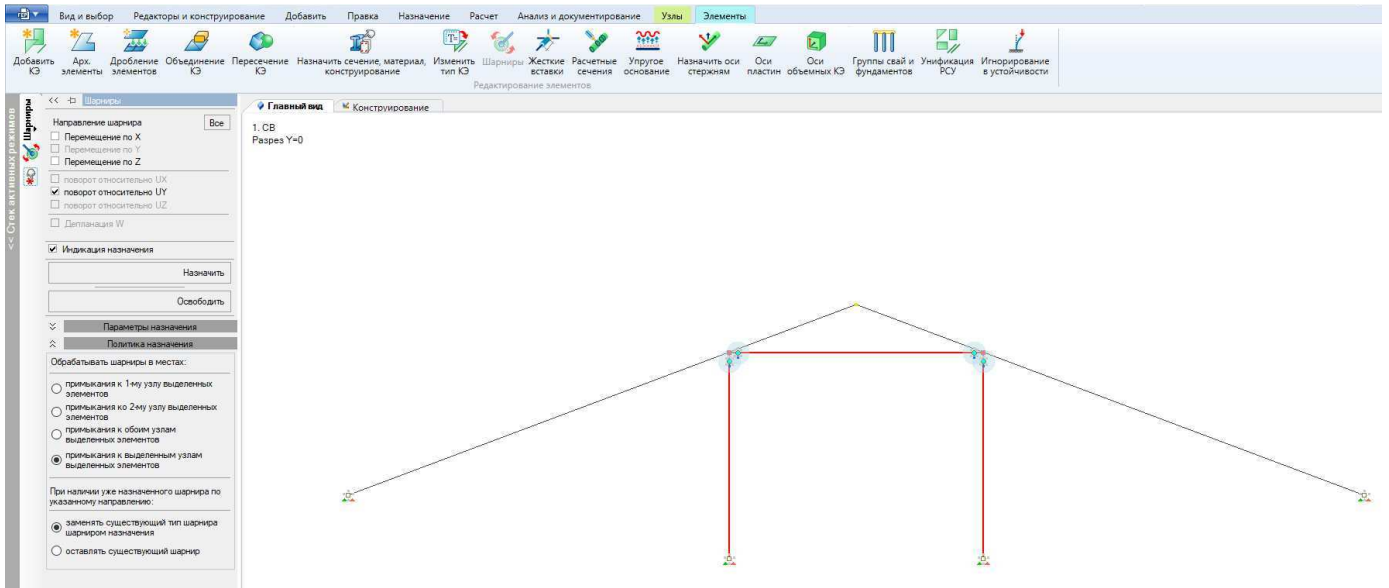 Вид и выбор Редакторы и конструирование Добавить Правка Назначение Расчет Анализ и документирование Узлы Элементы
Добавить КЭ
Арх. элементы
Дробление элементов
Объединение КЭ
Пересечение КЭ
Назначить сечение, материал, конструирование
Изменить тип КЭ
Шарниры
Жесткие вставки
Расчетные сечения
Упругое основание
Назначить оси стержням
Оси пластин
Оси объемных КЭ
Группы свай и фундаментов
Унификация РСУ
Игнорирование в устойчивости
Редактирование элементов
<< Стек активных режимов
Шарниры
<< Шарниры
Направление шарнира Все
Перемещение по X
Перемещение по Y
Перемещение по Z
поворот относительно UX
поворот относительно UY
поворот относительно UZ
Депланация W
Индикация назначения
Назначить
Освободить
Параметры назначения
Политика назначения
Обрабатывать шарниры в местах:
примыкания к 1-му узлу выделенных
элементов
примыкания ко 2-му узлу выделенных
элементов
примыкания к обоим узлам
выделенных элементов
примыкания к выделенным узлам
выделенных элементов
При наличии уже назначенного шарнира по
указанному направлению:
заменять существующий тип шарнира
шарниром назначения
оставлять существующий шарнир
Главный вид Конструирование
1. СВ
Разрез Y=0